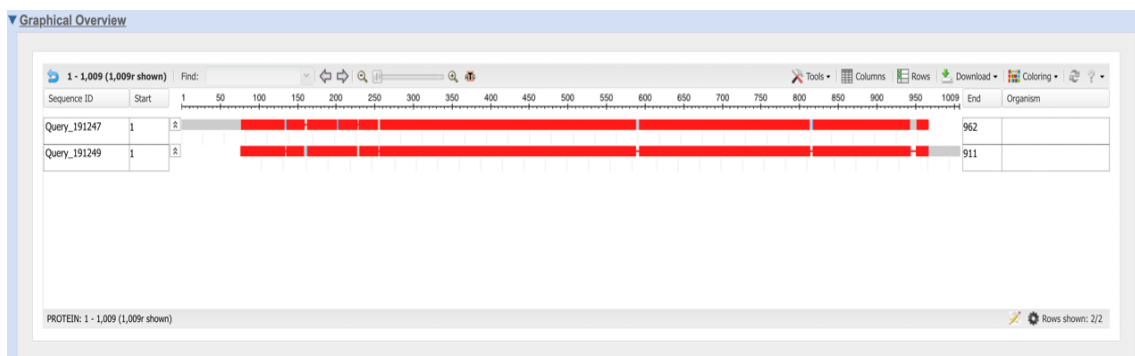 Graphical Overview
1 - 1,009 (1,009r shown) Find: Tools Columns Rows Download Coloring ?
Sequence ID Start 1 50 100 150 200 250 300 350 400 450 500 550 600 650 700 750 800 850 900 950 1009 End Organism
Query_191247 1 962
Query_191249 1 911
PROTEIN: 1 - 1,009 (1,009r shown) Rows shown: 2/2